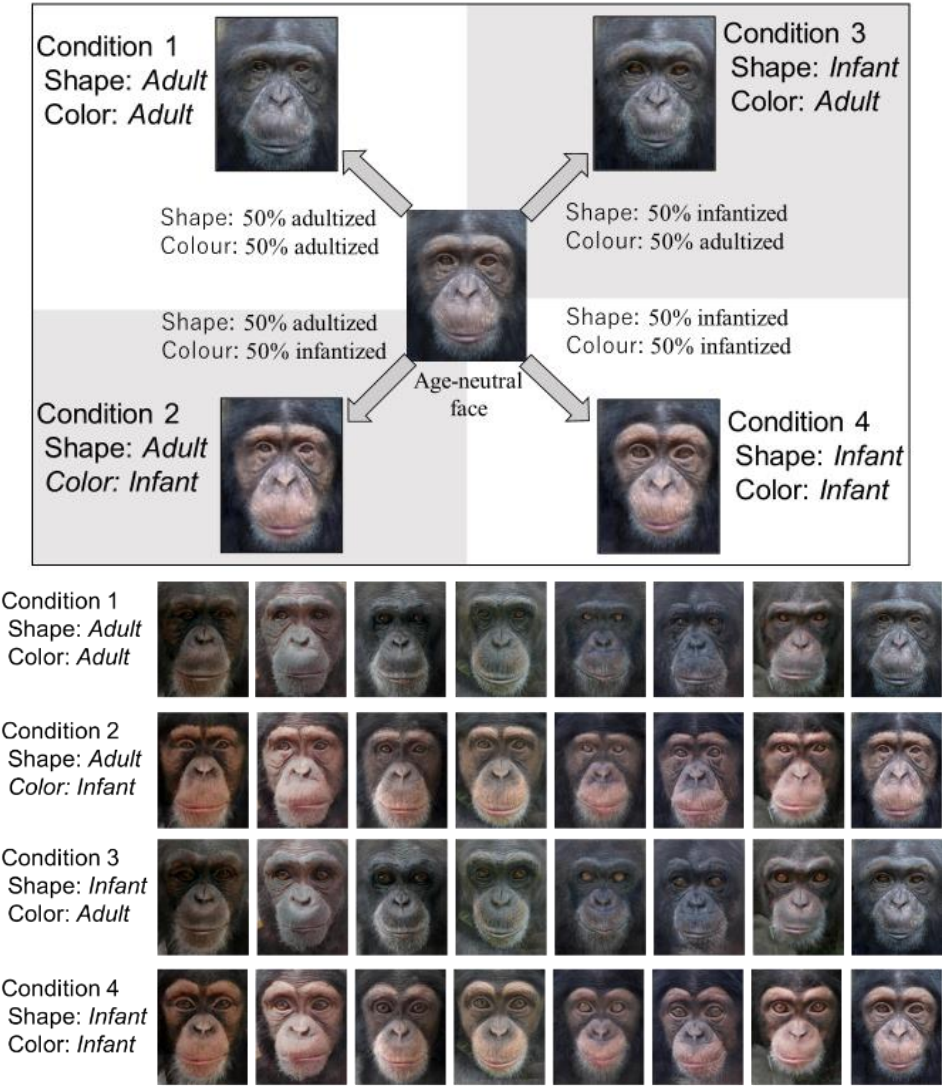 Condition 1
Shape: Adult
Color: Adult
Condition 3
Shape: Infant
Color: Adult
Shape: 50% adultized
Colour: 50% adultized
Shape: 50% infantized
Colour: 50% adultized
Shape: 50% adultized
Colour: 50% infantized
Shape: 50% infantized
Colour: 50% infantized
Age-neutral
face
Condition 2
Shape: Adult
Color: Infant
Condition 4
Shape: Infant
Color: Infant
Condition 1
Shape: Adult
Color: Adult
Condition 2
Shape: Adult
Color: Infant
Condition 3
Shape: Infant
Color: Adult
Condition 4
Shape: Infant
Color: Infant